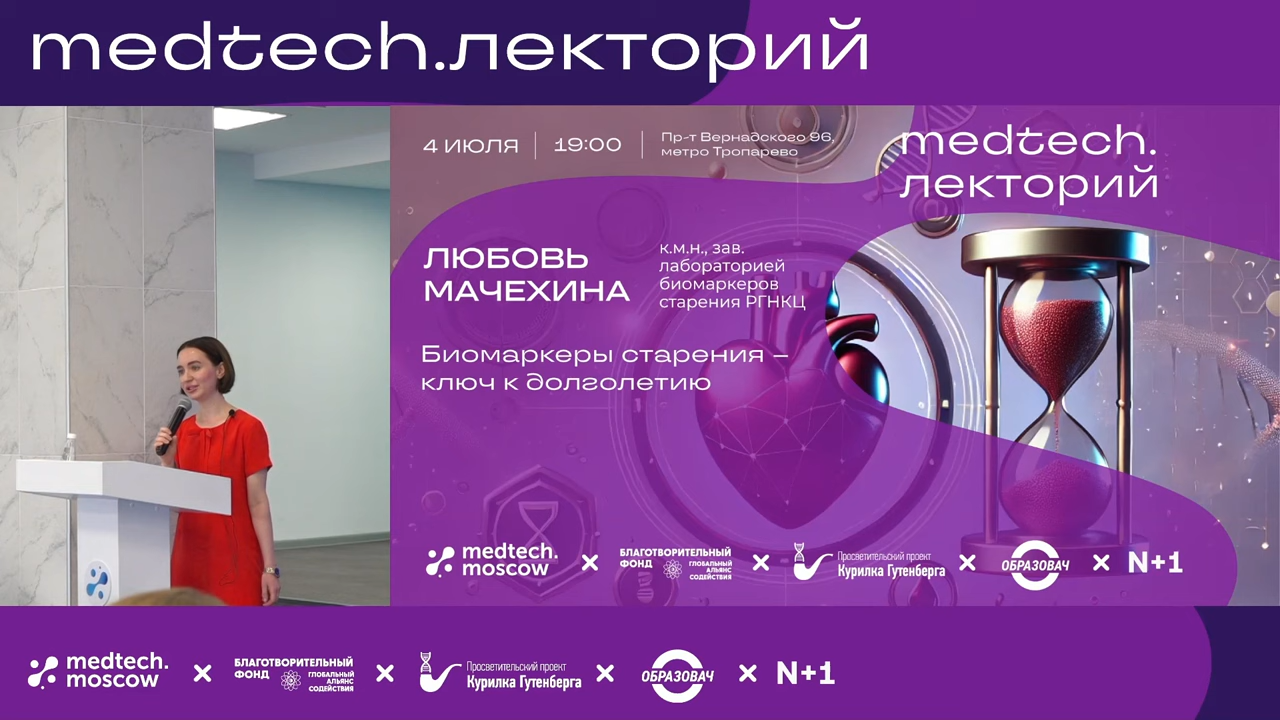 medtech.лекторий
4 ИЮЛЯ
19:00
Пр-т Вернадского 96,
метро Тропарево
medtech.
лекторий
ЛЮБОВЬ
МАЧЕХИНА
к.м.н., зав.
лабораторией
биомаркеров
старения РГНКЦ
Биомаркеры старения –
ключ к долголетию
medtech.
moscow
×
БЛАГОТВОРИТЕЛЬНЫЙ
ФОНД
ГЛОБАЛЬНЫЙ
АЛЬЯНС
СОДЕЙСТВИЯ
×
Просветительский проект
Курилка Гутенберга
×
ОБРАЗОВАЧ
×
N+1
medtech.
moscow
×
БЛАГОТВОРИТЕЛЬНЫЙ
ФОНД
ГЛОБАЛЬНЫЙ
АЛЬЯНС
СОДЕЙСТВИЯ
×
Просветительский проект
Курилка Гутенберга
×
ОБРАЗОВАЧ
×
N+1